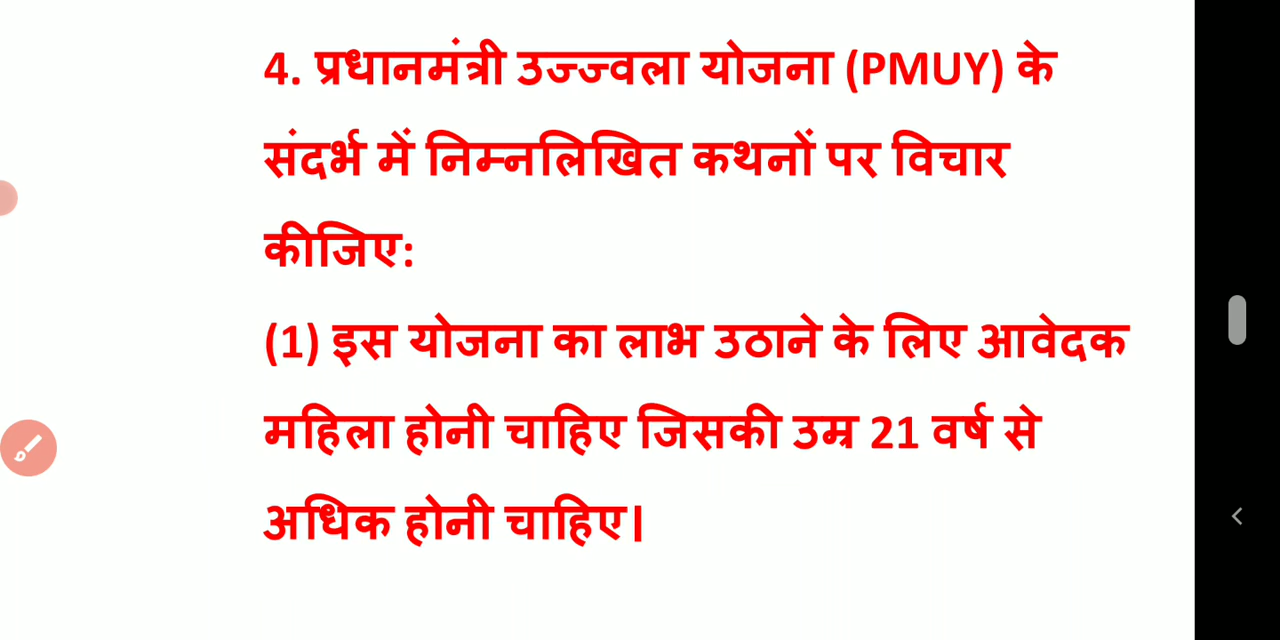 4. प्रधानमंत्री उज्ज्वला योजना (PMUY) के
संदर्भ में निम्नलिखित कथनों पर विचार
कीजिए:
(1) इस योजना का लाभ उठाने के लिए आवेदक
महिला होनी चाहिए जिसकी उम्र 21 वर्ष से
अधिक होनी चाहिए।